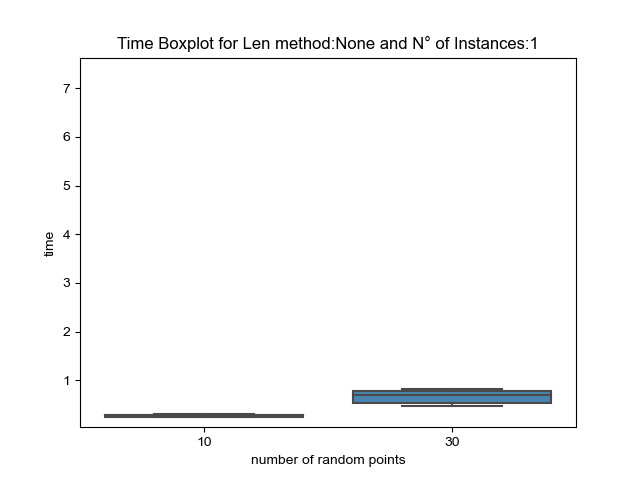 Time Boxplot for Len method:None and N° of Instances:1
7
6
5
4
3
2
1
time
10 30
number of random points